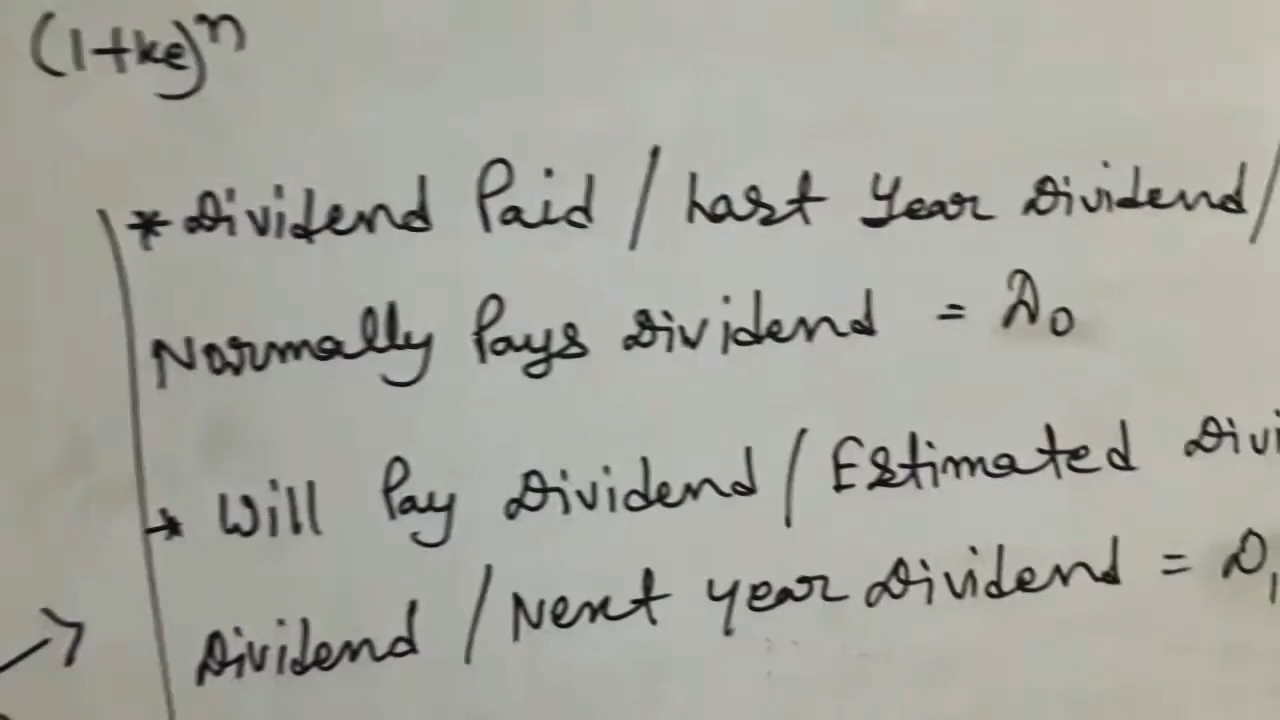 (1+ke)^n
* Dividend Paid / Last Year Dividend /
Normally Pays Dividend = D₀
→ Will Pay Dividend / Estimated Divi
Dividend / Next year Dividend = D₁